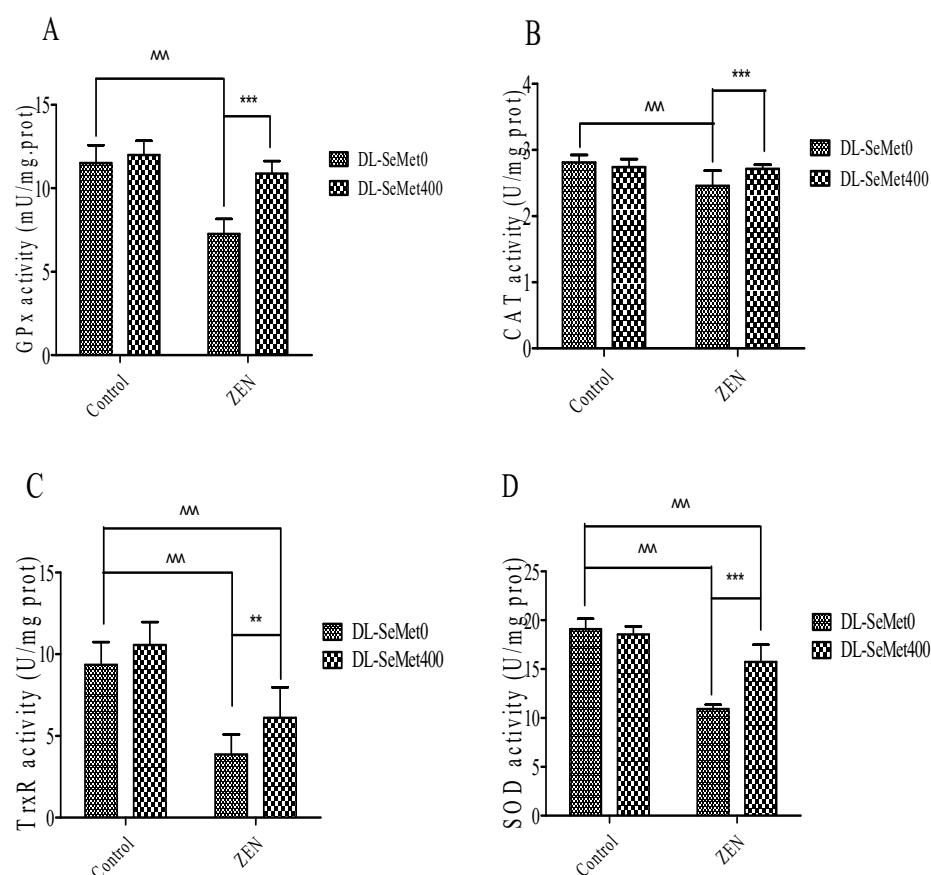 A
^^^
***
GPx activity (mU/mg.prot)
15
10
5
0
Control
ZEN
DL-SeMet0
DL-SeMet400
B
***
^^^
CAT activity (U/mg prot)
4
3
2
1
0
Control
ZEN
DL-SeMet0
DL-SeMet400
C
^^^
^^^
**
TrxR activity (U/mg prot)
15
10
5
0
Control
ZEN
DL-SeMet0
DL-SeMet400
D
^^^
^^^
***
SOD activity (U/mg prot)
25
20
15
10
5
0
Control
ZEN
DL-SeMet0
DL-SeMet400